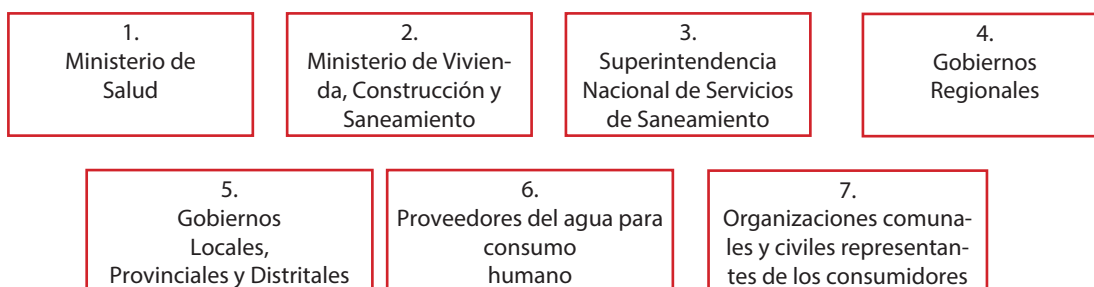 1.
Ministerio de
Salud
2.
Ministerio de Vivien-
da, Construcción y
Saneamiento
3.
Superintendencia
Nacional de Servicios
de Saneamiento
4.
Gobiernos
Regionales
5.
Gobiernos
Locales,
Provinciales y Distritales
6.
Proveedores del agua para
consumo
humano
7.
Organizaciones comuna-
les y civiles representan-
tes de los consumidores